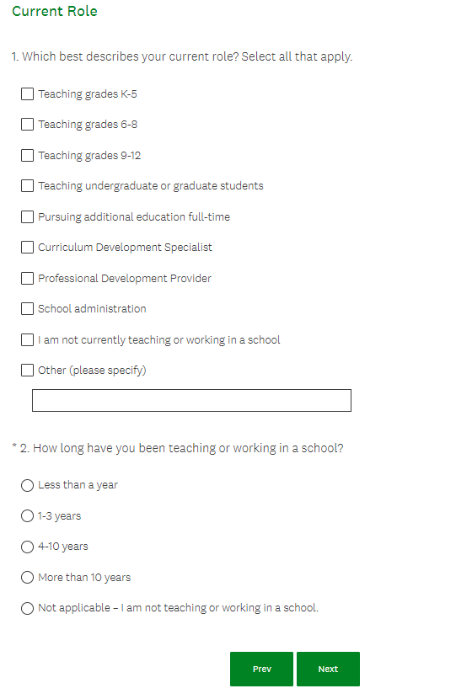 Current Role
1. Which best describes your current role? Select all that apply.
Teaching grades K-5
Teaching grades 6-8
Teaching grades 9-12
Teaching undergraduate or graduate students
Pursuing additional education full-time
Curriculum Development Specialist
Professional Development Provider
School administration
I am not currently teaching or working in a school
Other (please specify)
* 2. How long have you been teaching or working in a school?
Less than a year
1-3 years
4-10 years
More than 10 years
Not applicable – I am not teaching or working in a school.
Prev Next